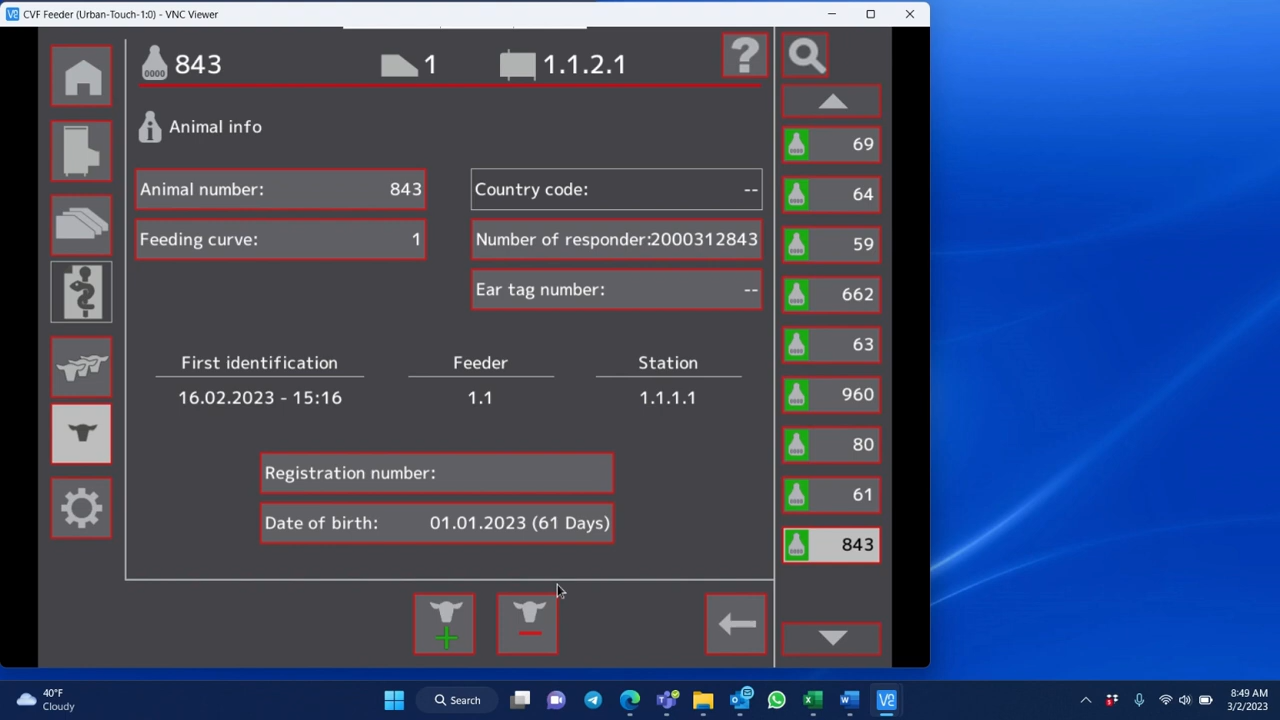 CVF Feeder (Urban-Touch-1:0) - VNC Viewer
0000 843 1 1.1.2.1 ?
Animal info
Animal number: 843
Country code: --
Feeding curve: 1
Number of responder:2000312843
Ear tag number: --
First identification Feeder Station
16.02.2023 - 15:16 1.1 1.1.1.1
Registration number:
Date of birth: 01.01.2023 (61 Days)
69
64
59
662
63
960
80
61
843
40°F
Cloudy
Search
8:49 AM
3/2/2023